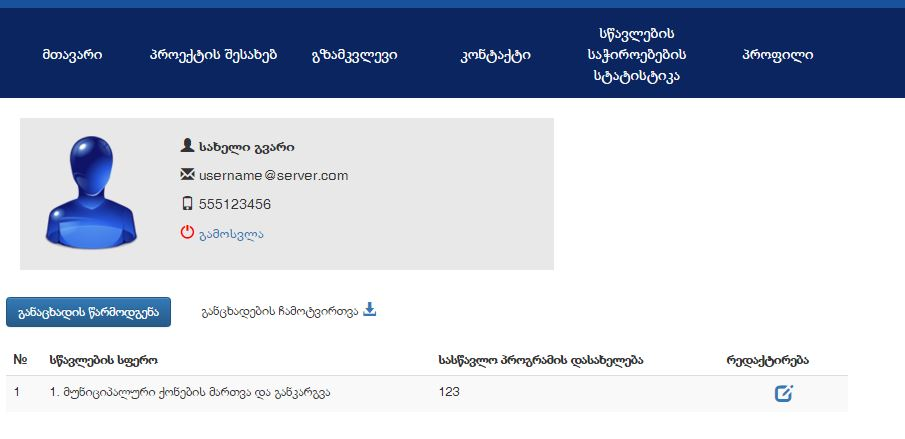 მთავარი
პროექტის შესახებ
გზამკვლევი
კონტაქტი
სწავლების
საჭიროებების
სტატისტიკა
პროფილი
სახელი გვარი
username@server.com
555123456
გამოსვლა
განაცხადის წარმოდგენა
განცხადების ჩამოტვირთვა
№ სწავლების სფერო სასწავლო პროგრამის დასახელება რედაქტირება
1 1. მუნიციპალური ქონების მართვა და განკარგვა 123